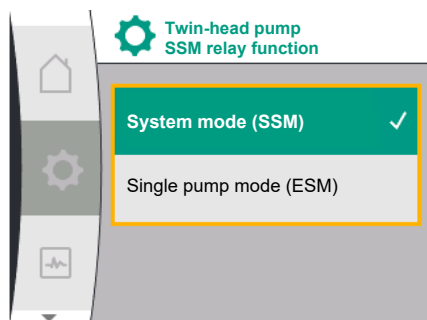 Twin-head pump
SSM relay function
System mode (SSM)
Single pump mode (ESM)